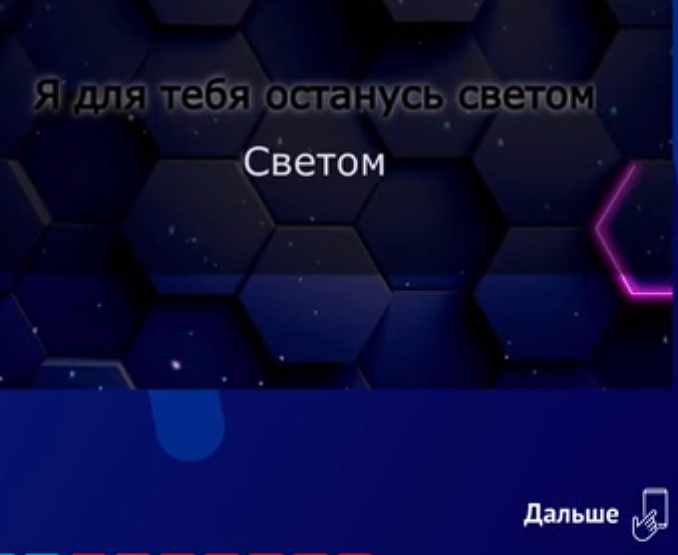 Я для тебя останусь светом
Светом
Дальше